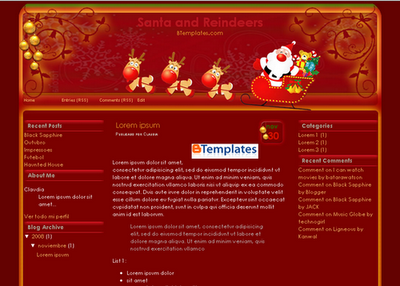 Santa and Reindeers
BTemplates.com
Home Entries (RSS) Comments (RSS) Edit
Recent Posts
Black Sapphire
Outubro
Impressões
Futebol
Haunted House
About Me
Claudia
Lorem ipsum dolor sit
amet...
Ver todo mi perfil
Blog Archive
▼ 2008 (1)
▼ noviembre (1)
Lorem ipsum
Lorem ipsum
30
BTemplates
Lorem ipsum dolor sit amet,
consectetur adipisicing elit, sed do eiusmod tempor incididunt ut
labore et dolore magna aliqua. Ut enim ad minim veniam, quis
nostrud exercitation ullamco laboris nisi ut aliquip ex ea commodo
consequat. Duis aute irure dolor in reprehenderit in voluptate velit
esse cillum dolore eu fugiat nulla pariatur. Excepteur sint occaecat
cupidatat non proident, sunt in culpa qui officia deserunt mollit
anim id est laborum.
Lorem ipsum dolor sit amet, consectetur adipisicing
elit, sed do eiusmod tempor incididunt ut labore et
dolore magna aliqua. Ut enim ad minim veniam, quis
nostrud exercitation ullamco
List 1:
• Lorem ipsum dolor
• sit amet
Categories
Lorem 1 (1)
Lorem 2 (1)
Lorem 3 (1)
Recent Comments
Comment on I can watch
movies by
Comment on Black Sapphire
by Blogger
Comment on Black Sapphire
by JACK
Comment on Music Globe by
technogirl
Comment on Ligneous by
Kanwal